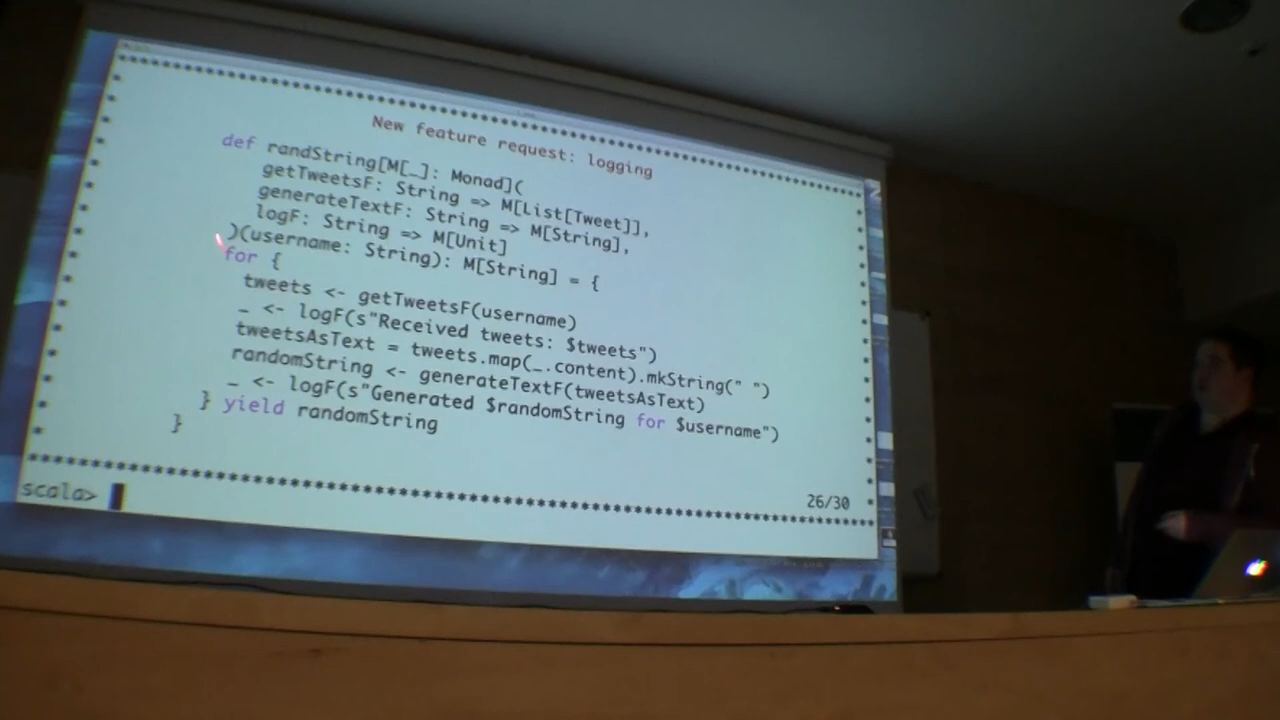 New feature request: logging
def randString[M[_]: Monad](
getTweetsF: String => M[List[Tweet]],
generateTextF: String => M[String],
logF: String => M[Unit]
)(username: String): M[String] = {
for {
tweets <- getTweetsF(username)
_ <- logF(s"Received tweets: $tweets")
tweetsAsText = tweets.map(_.content).mkString(" ")
randomString <- generateTextF(tweetsAsText)
_ <- logF(s"Generated $randomString for $username")
} yield randomString
}
26/30
scala>